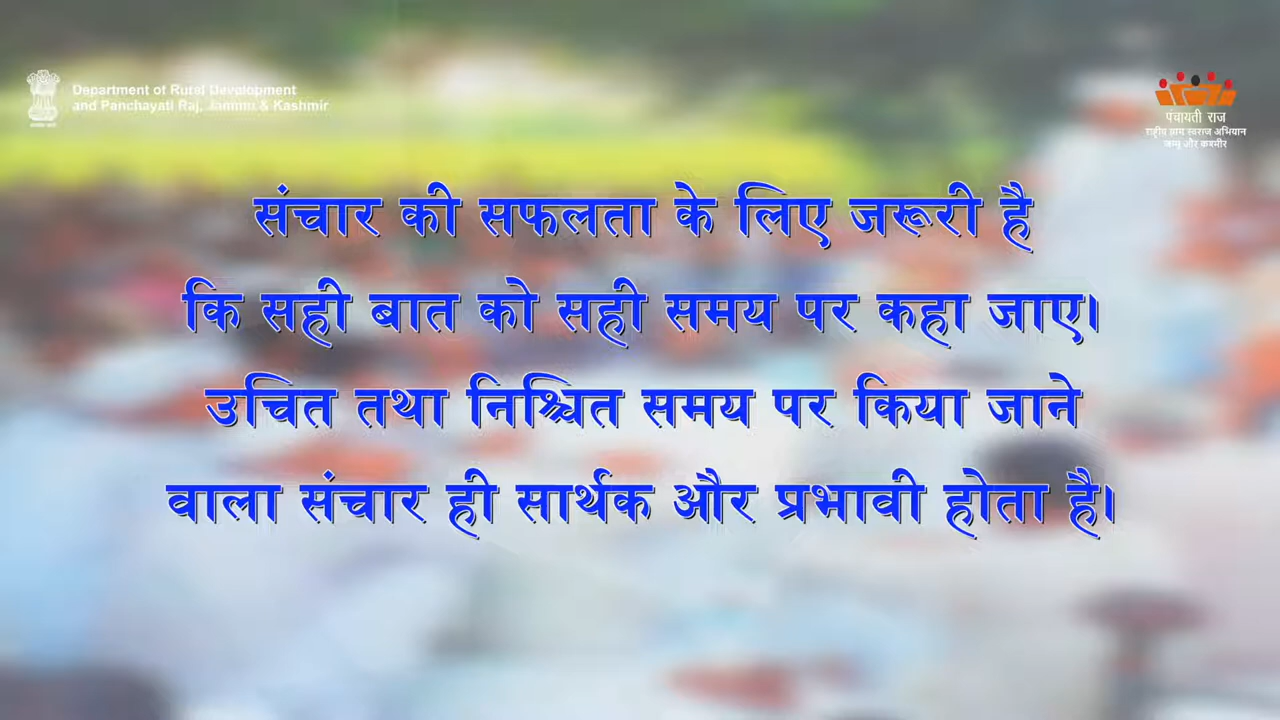 Department of Rural Development
and Panchayati Raj, Jammu & Kashmir
पंचायती राज
राष्ट्रीय ग्राम स्वराज अभियान
जम्मू और कश्मीर
संचार की सफलता के लिए जरूरी है
कि सही बात को सही समय पर कहा जाए।
उचित तथा निश्चित समय पर किया जाने
वाला संचार ही सार्थक और प्रभावी होता है।